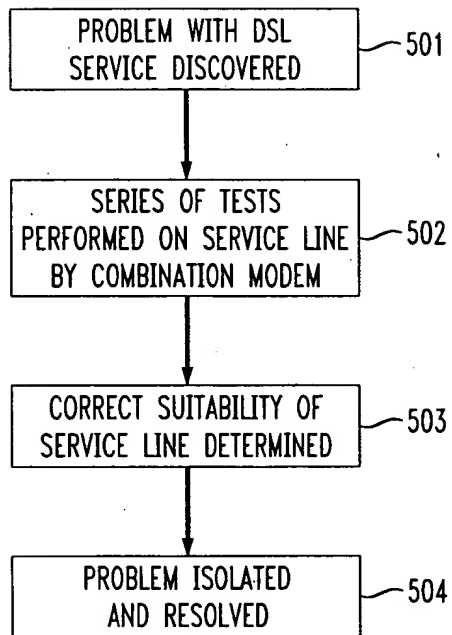 PROBLEM WITH DSL
SERVICE DISCOVERED
501
SERIES OF TESTS
PERFORMED ON SERVICE LINE
BY COMBINATION MODEM
502
CORRECT SUITABILITY OF
SERVICE LINE DETERMINED
503
PROBLEM ISOLATED
AND RESOLVED
504